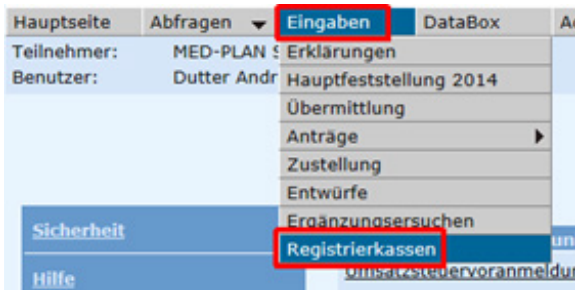 Hauptseite Abfragen Eingaben DataBox
Teilnehmer: MED-PLAN
Benutzer: Dutter
Erklärungen
Hauptfeststellung 2014
Übermittlung
Anträge
Zustellung
Entwürfe
Ergänzungsersuchen
Registrierkassen
Sicherheit
Hilfe